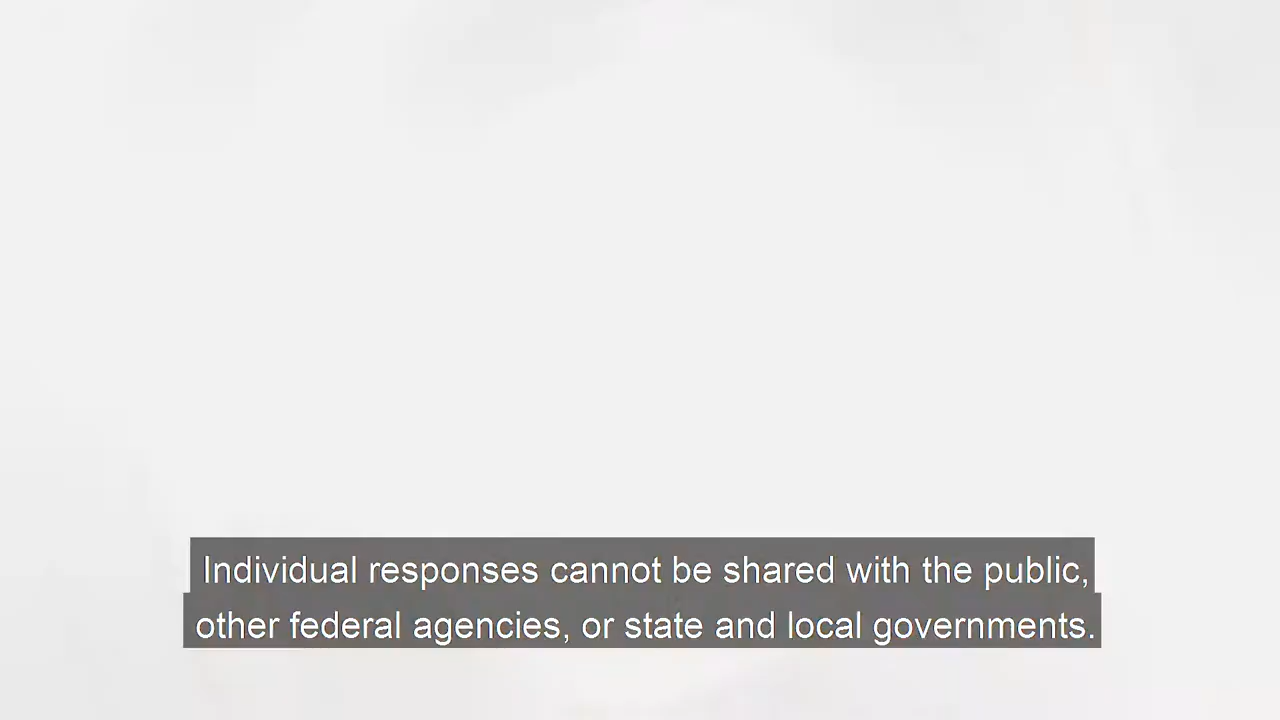 Individual responses cannot be shared with the public,
other federal agencies, or state and local governments.